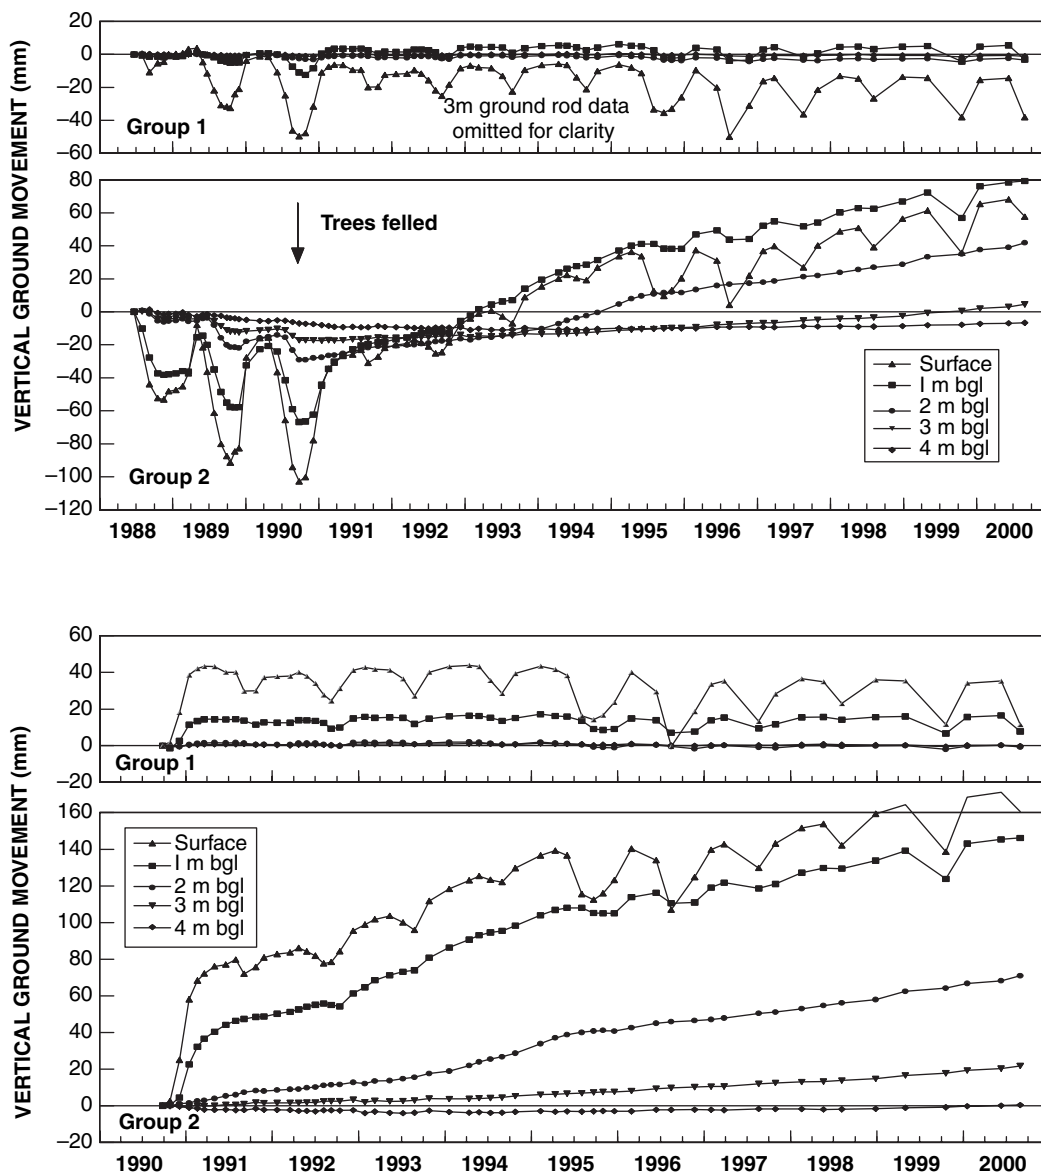 VERTICAL GROUND MOVEMENT (mm)
20
0
−20
−40
−60
Group 1
3m ground rod data
omitted for clarity
80
60
40
20
0
−20
−40
−60
−80
−100
−120
Trees felled
Group 2
Surface
I m bgl
2 m bgl
3 m bgl
4 m bgl
1988 1989 1990 1991 1992 1993 1994 1995 1996 1997 1998 1999 2000
VERTICAL GROUND MOVEMENT (mm)
60
40
20
0
−20
Group 1
160
140
120
100
80
60
40
20
0
−20
Surface
I m bgl
2 m bgl
3 m bgl
4 m bgl
Group 2
1990 1991 1992 1993 1994 1995 1996 1997 1998 1999 2000